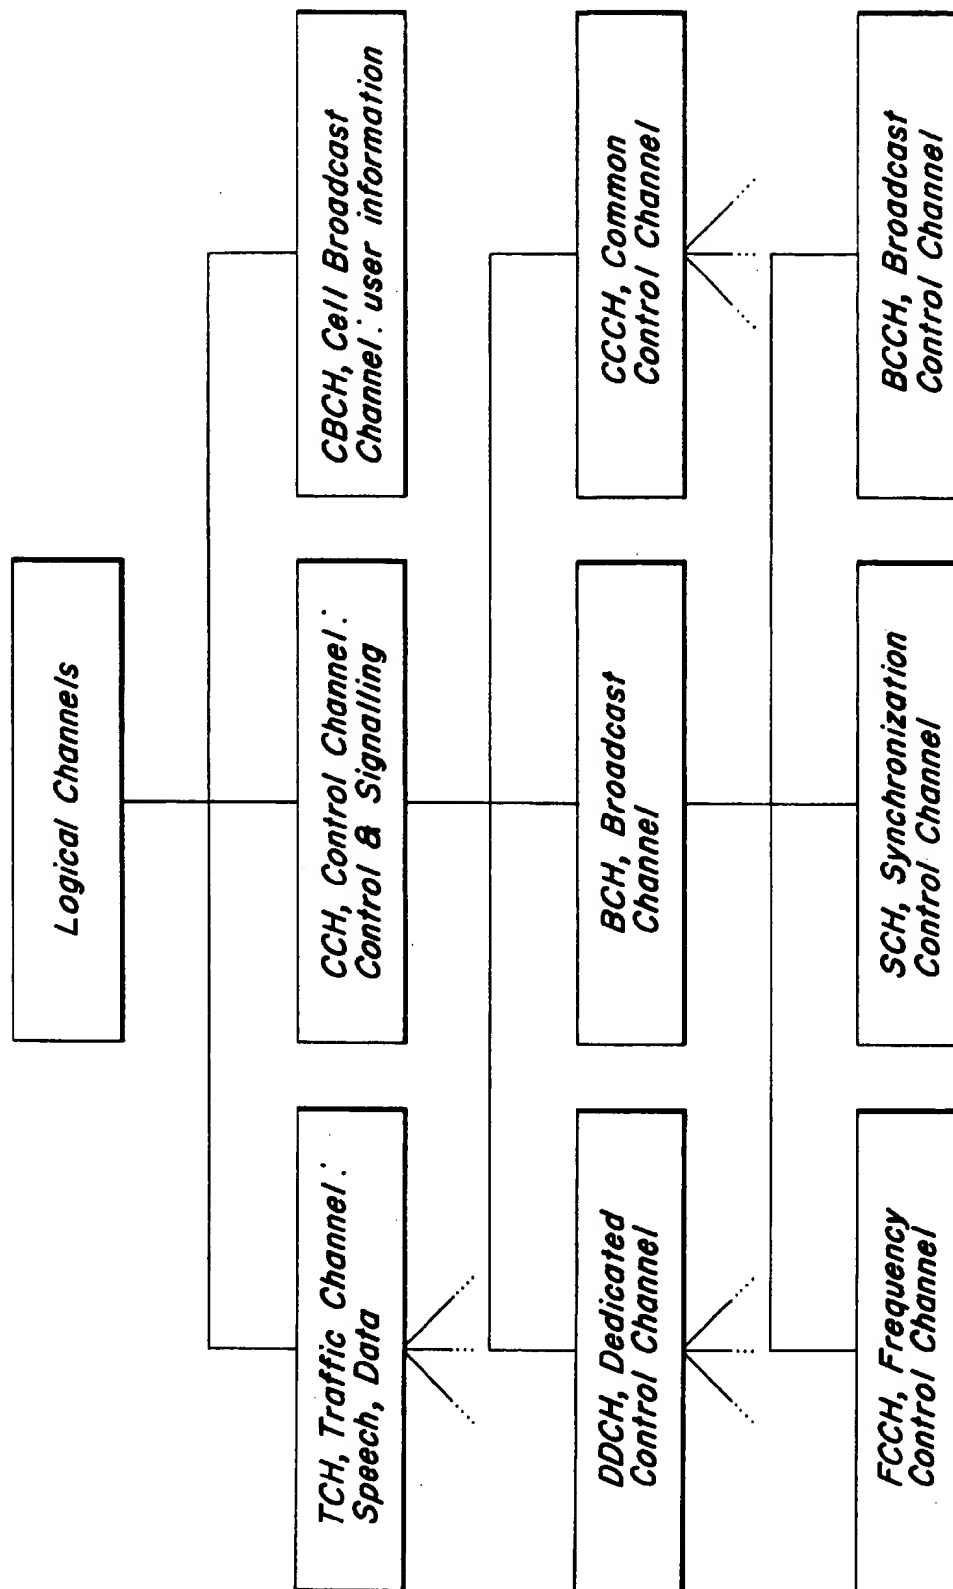 Logical Channels
TCH, Traffic Channel:
Speech, Data
CCH, Control Channel:
Control & Signalling
CBCH, Cell Broadcast
Channel: user information
DDCH, Dedicated
Control Channel
BCH, Broadcast
Channel
CCCH, Common
Control Channel
FCCH, Frequency
Control Channel
SCH, Synchronization
Control Channel
BCCH, Broadcast
Control Channel